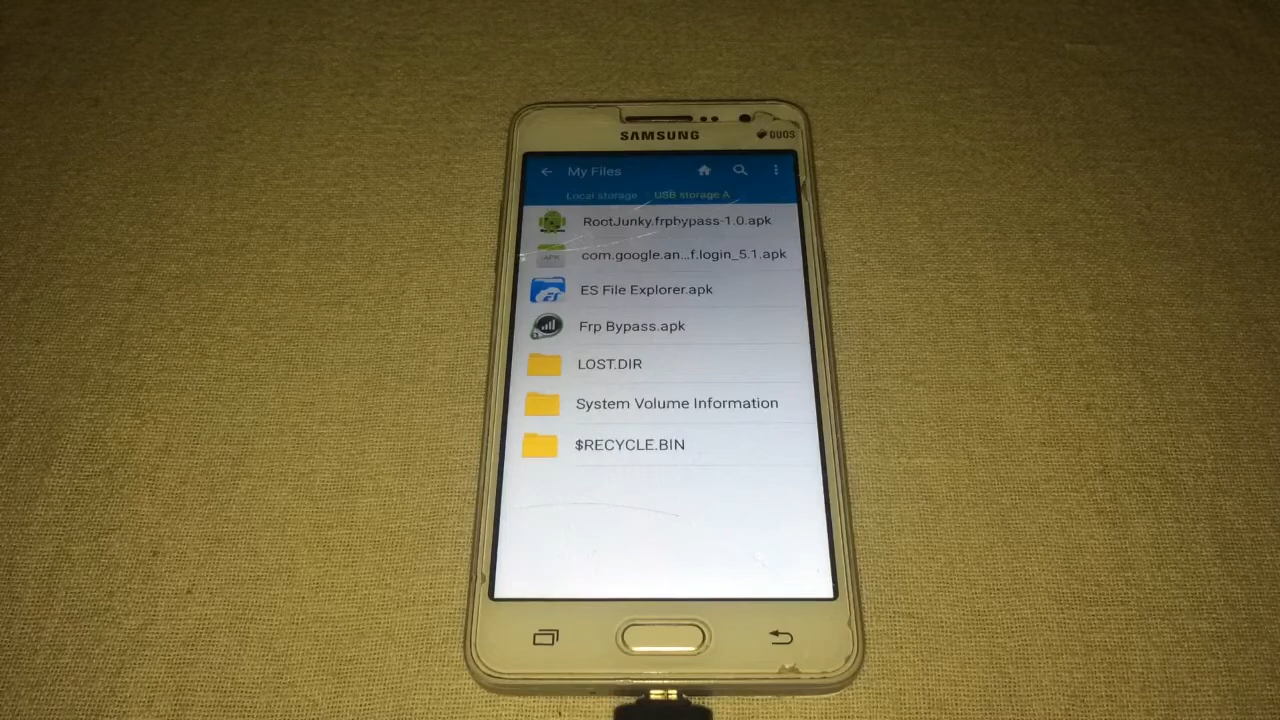 SAMSUNG
DUOS
My Files
Local storage USB storage A
RootJunky.frpbypass-1.0.apk
APK
com.google.an...f.login_5.1.apk
ES File Explorer.apk
Frp Bypass.apk
LOST.DIR
System Volume Information
$RECYCLE.BIN